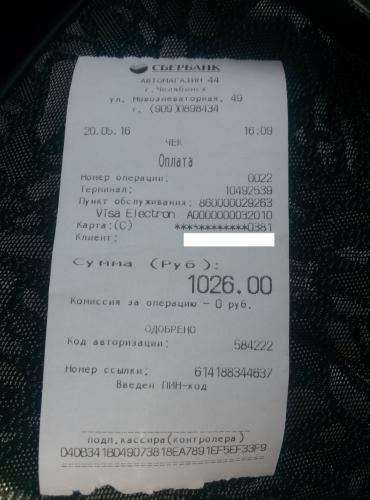 СБЕРБАНК
АВТОМАГАЗИН 44
г.Челябинск
ул. Новоэлеваторная, 49
т. (909)0898434
20.05.16 16:09
ЧЕК
Оплата
Номер операции: 0022
Терминал: 10492539
Пункт обслуживания: 860000029263
Visa Electron A0000000032010
Карта:(С) ************0381
Клиент:
Сумма (Руб):
1026.00
Комиссия за операцию - 0 руб.
ОДОБРЕНО
Код авторизации: 584222
Номер ссылки: 614188344637
Введен ПИН-код
подп.кассира(контролера)
D4DB341BD49073818EA7891EF5EF33F9